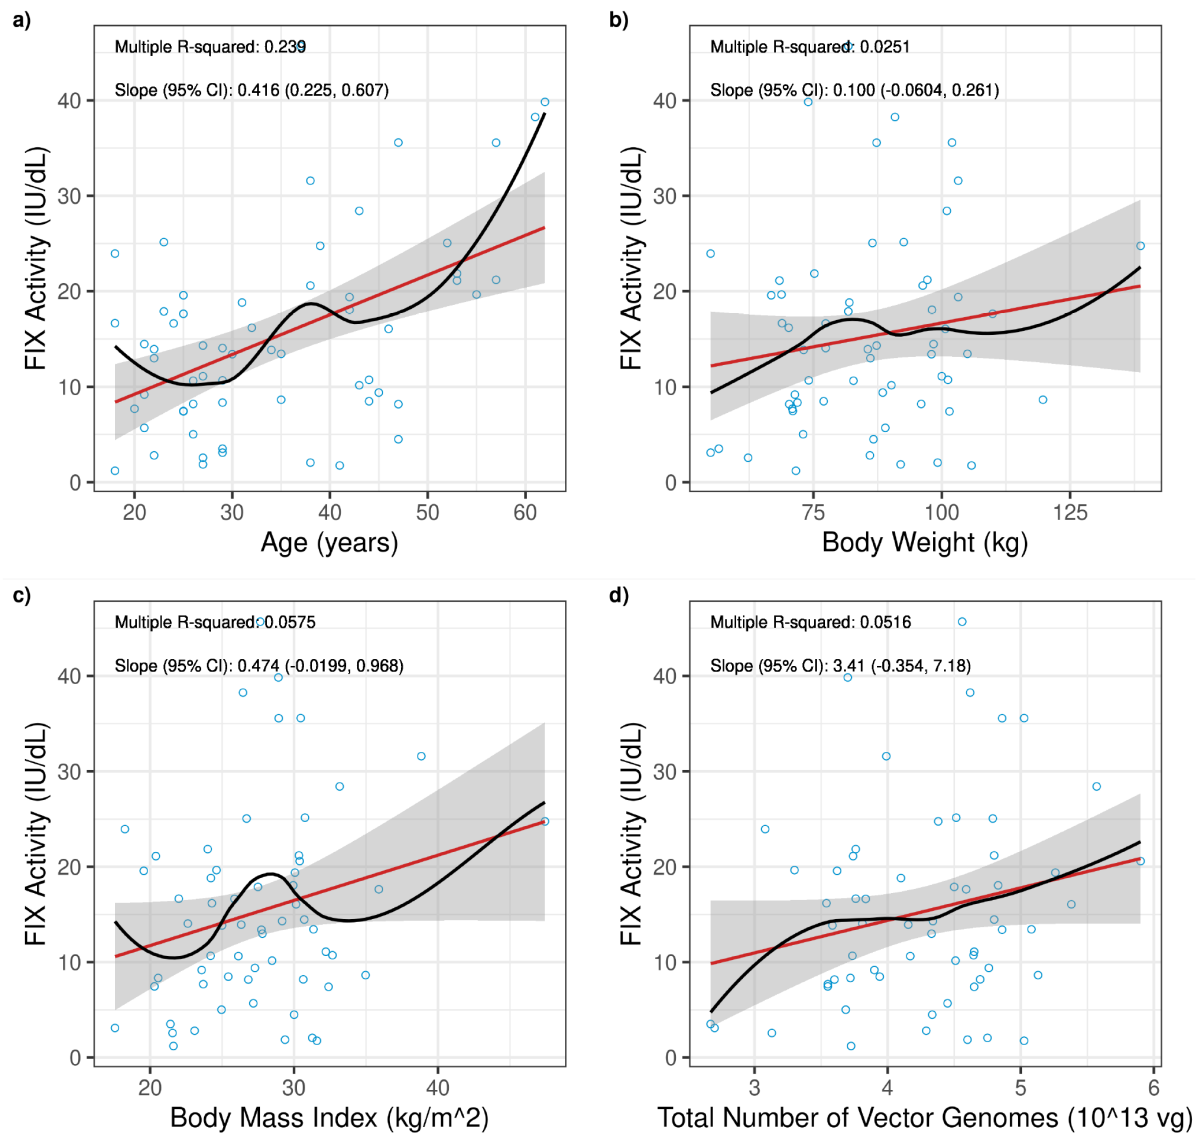 a)
Multiple R-squared: 0.239
Slope (95% CI): 0.416 (0.225, 0.607)
FIX Activity (IU/dL)
40
30
20
10
0
20 30 40 50 60
Age (years)
b)
Multiple R-squared: 0.0251
Slope (95% CI): 0.100 (-0.0604, 0.261)
FIX Activity (IU/dL)
40
30
20
10
0
75 100 125
Body Weight (kg)
c)
Multiple R-squared: 0.0575
Slope (95% CI): 0.474 (-0.0199, 0.968)
FIX Activity (IU/dL)
40
30
20
10
0
20 30 40
Body Mass Index (kg/m^2)
d)
Multiple R-squared: 0.0516
Slope (95% CI): 3.41 (-0.354, 7.18)
FIX Activity (IU/dL)
40
30
20
10
0
3 4 5 6
Total Number of Vector Genomes (10^13 vg)